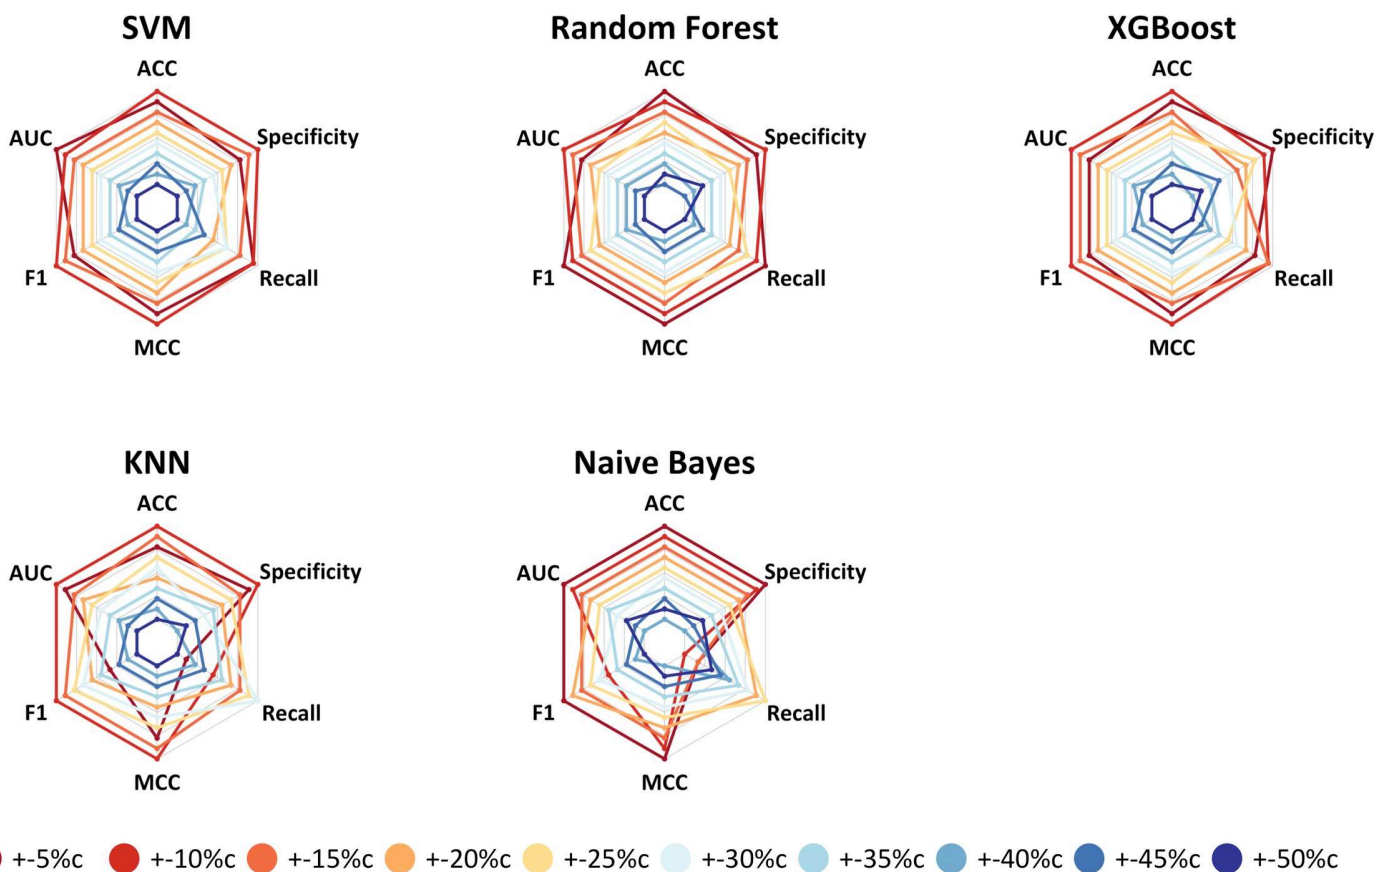 SVM Random Forest XGBoost
ACC ACC ACC
AUC Specificity AUC Specificity AUC Specificity
F1 Recall F1 Recall F1 Recall
MCC MCC MCC
KNN Naive Bayes
ACC ACC
AUC Specificity AUC Specificity
F1 Recall F1 Recall
MCC MCC
+-5%c +-10%c +-15%c +-20%c +-25%c +-30%c +-35%c +-40%c +-45%c +-50%c